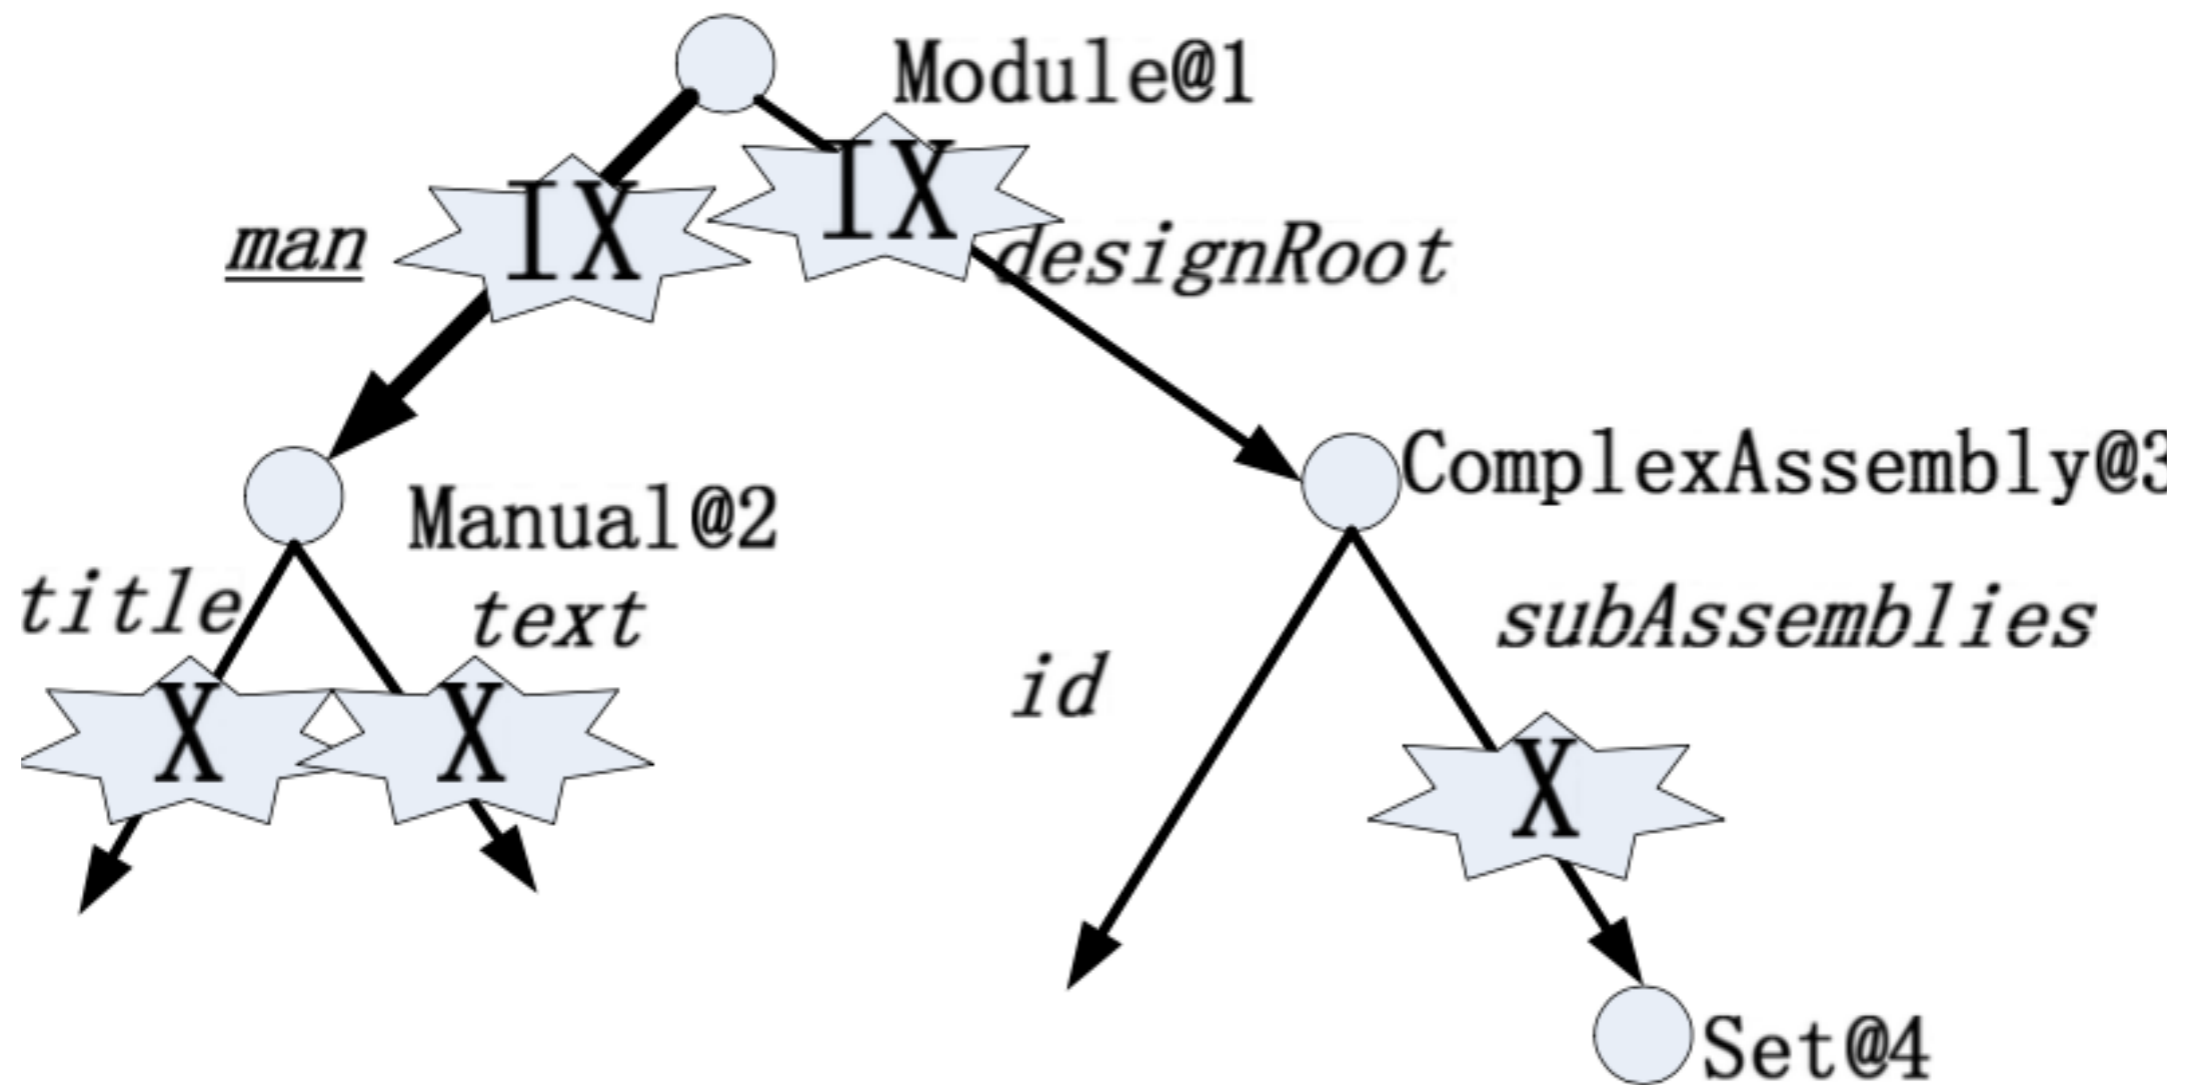 Module@1
IX
IX
man
designRoot
ComplexAssembly@3
Manual@2
title
text
subAssemblies
id
X
X
X
Set@4